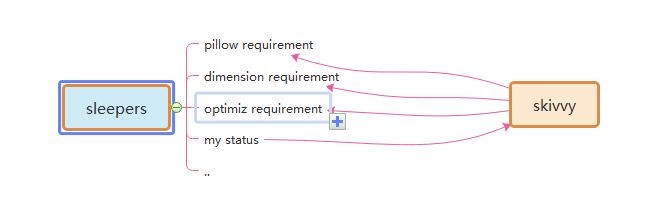 pillow requirement
dimension requirement
sleepers
optimiz requirement
skivvy
my status
..